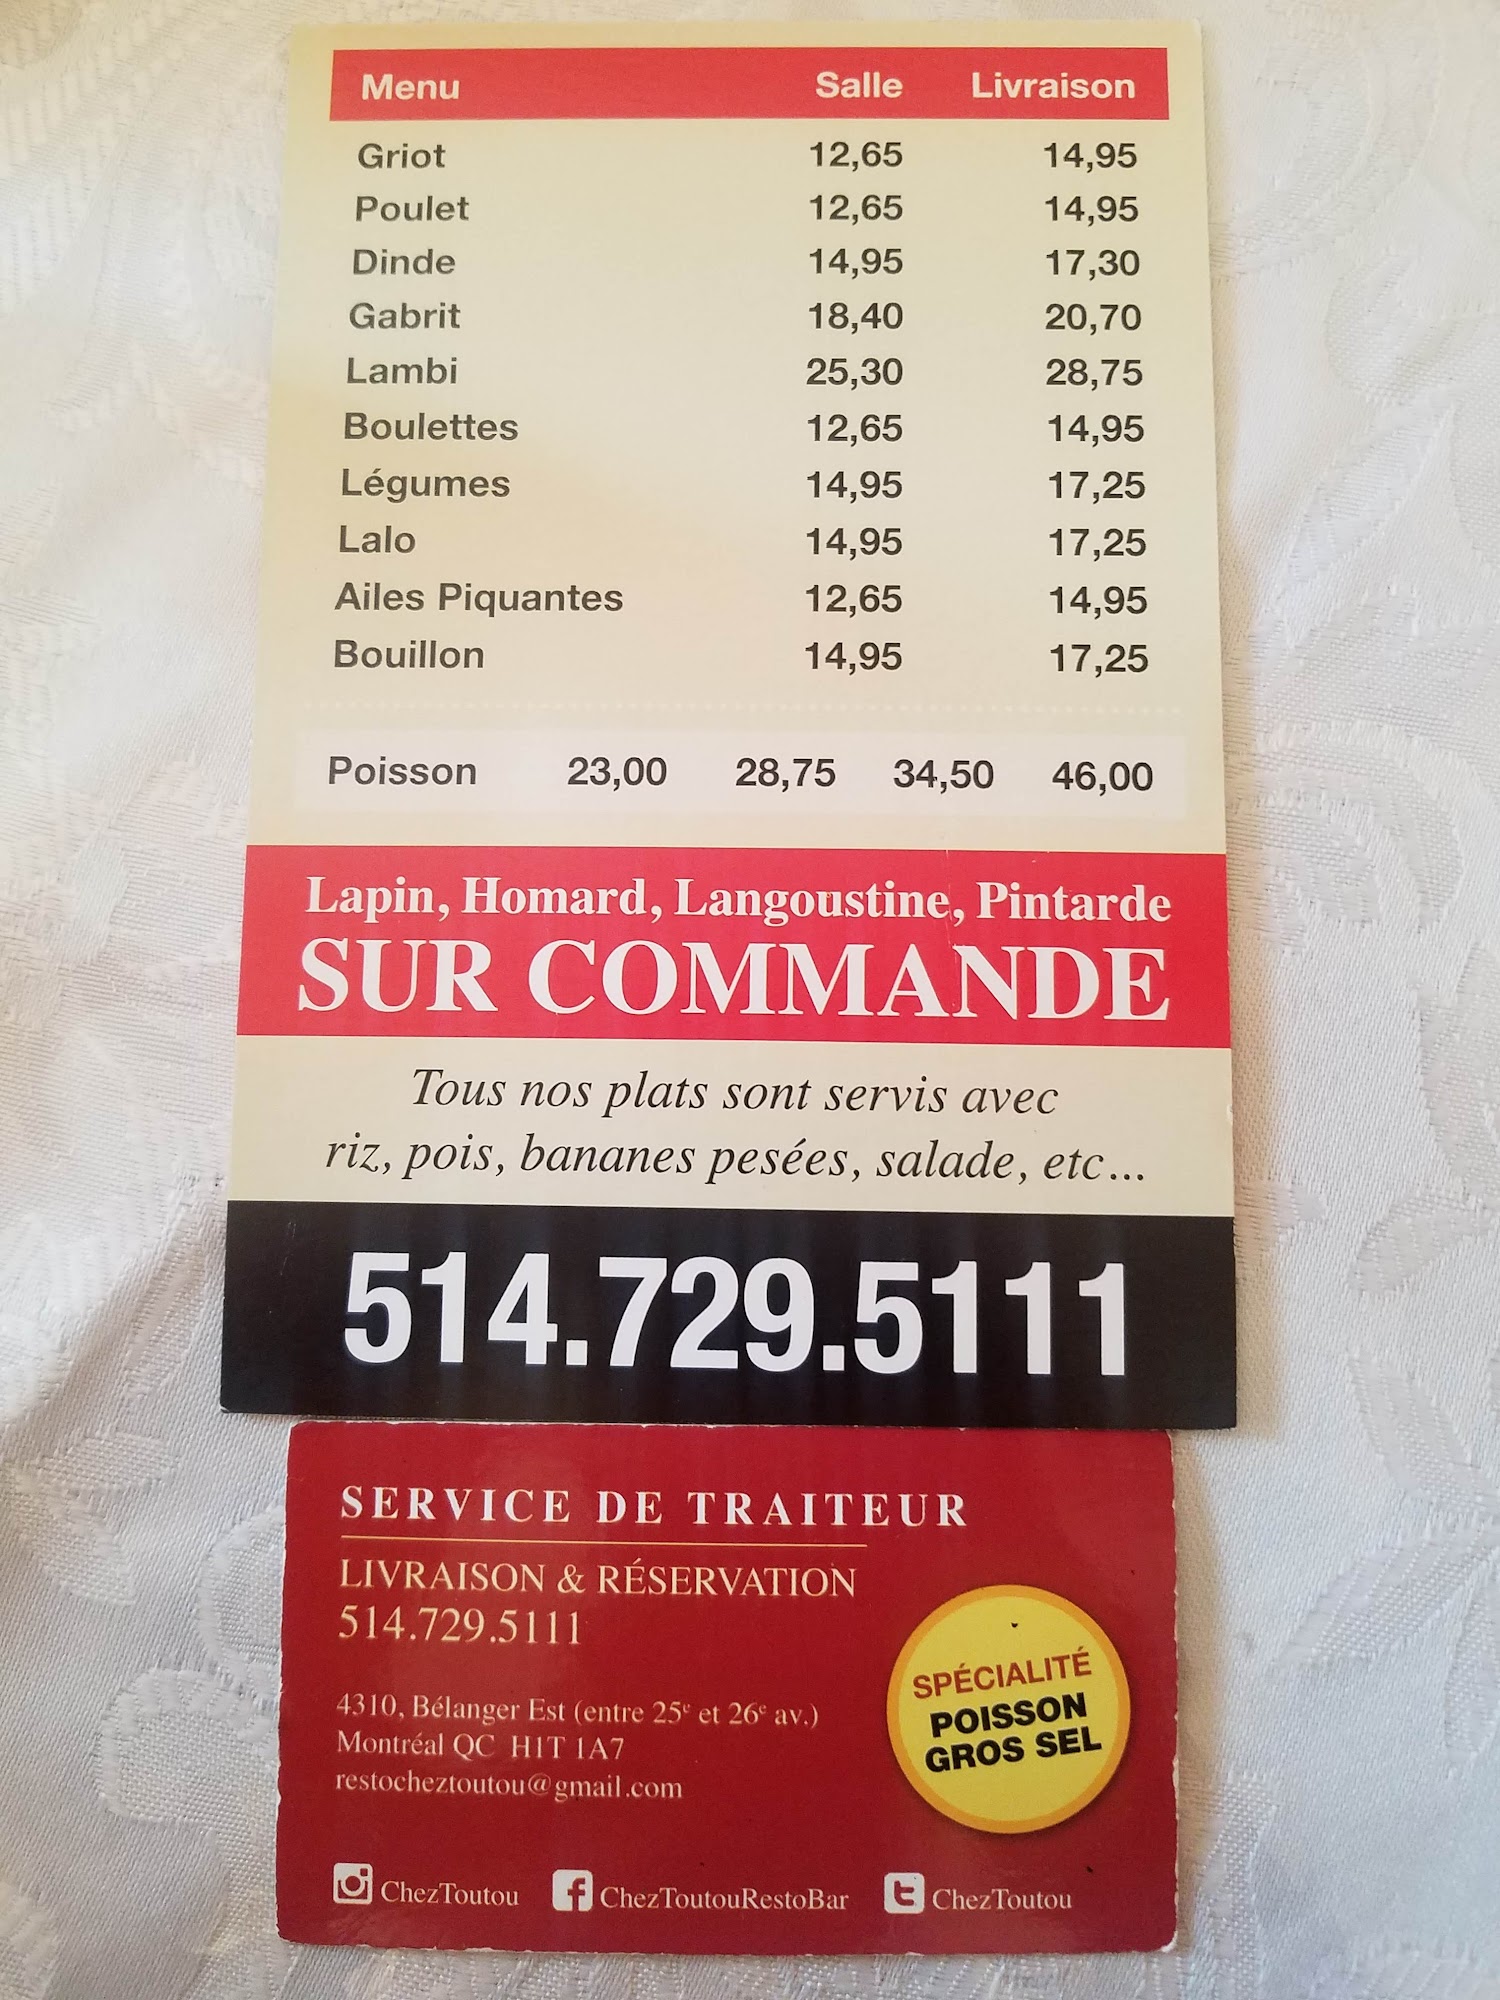 Menu Salle Livraison
Griot 12,65 14,95
Poulet 12,65 14,95
Dinde 14,95 17,30
Gabrit 18,40 20,70
Lambi 25,30 28,75
Boulettes 12,65 14,95
Légumes 14,95 17,25
Lalo 14,95 17,25
Ailes Piquantes 12,65 14,95
Bouillon 14,95 17,25
Poisson 23,00 28,75 34,50 46,00
Lapin, Homard, Langoustine, Pintarde
SUR COMMANDE
Tous nos plats sont servis avec
riz, pois, bananes pesées, salade, etc...
514.729.5111
SERVICE DE TRAITEUR
LIVRAISON & RÉSERVATION
514.729.5111
4310, Bélanger Est (entre 25e et 26e av.)
Montréal QC H1T 1A7
restocheztoutou@gmail.com
SPÉCIALITÉ
POISSON
GROS SEL
ChezToutou ChezToutouRestoBar ChezToutou